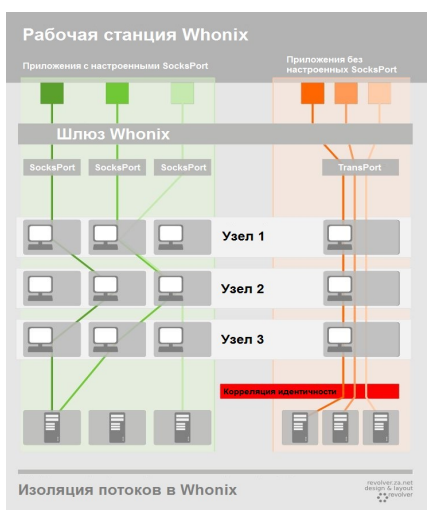 Рабочая станция Whonix
Приложения с настроенными SocksPort
Приложения без
настроенных SocksPort
Шлюз Whonix
SocksPort
SocksPort
SocksPort
TransPort
Узел 1
Узел 2
Узел 3
Корреляция идентичности
Изоляция потоков в Whonix
revolver.za.net
design & layout
revolver